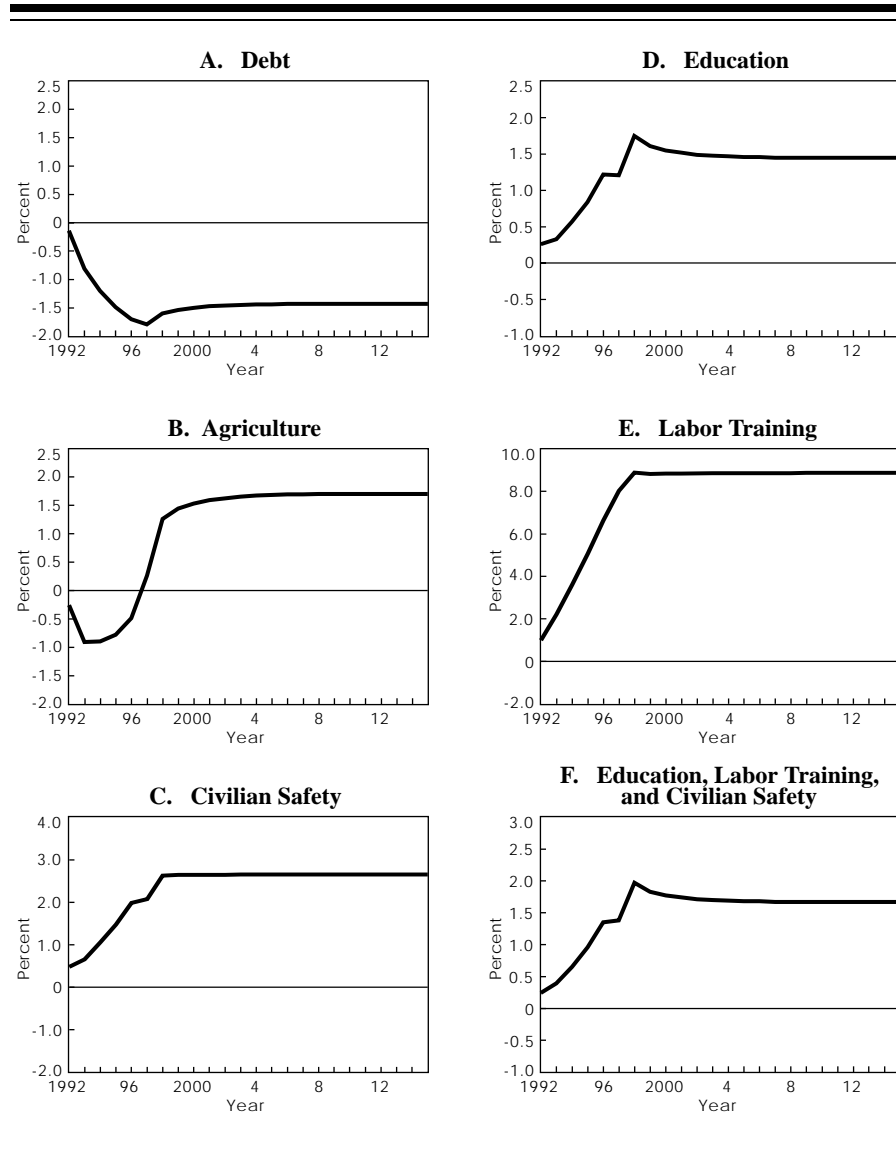 A. Debt
2.5
2.0
1.5
1.0
0.5
0
-0.5
-1.0
-1.5
-2.0
Percent
1992 96 2000 4 8 12
Year
B. Agriculture
2.5
2.0
1.5
1.0
0.5
0
-0.5
-1.0
-1.5
-2.0
Percent
1992 96 2000 4 8 12
Year
C. Civilian Safety
4.0
3.0
2.0
1.0
0
-1.0
-2.0
Percent
1992 96 2000 4 8 12
Year
D. Education
2.5
2.0
1.5
1.0
0.5
0
-0.5
-1.0
Percent
1992 96 2000 4 8 12
Year
E. Labor Training
10.0
8.0
6.0
4.0
2.0
0
-2.0
Percent
1992 96 2000 4 8 12
Year
F. Education, Labor Training,
and Civilian Safety
3.0
2.5
2.0
1.5
1.0
0.5
0
-0.5
-1.0
Percent
1992 96 2000 4 8 12
Year